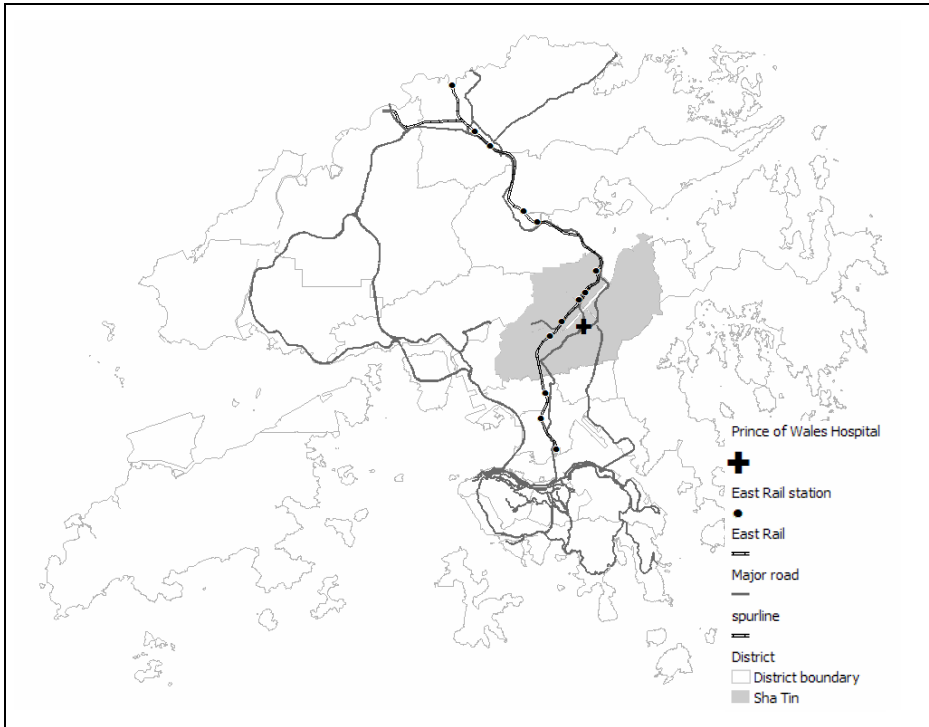 Prince of Wales Hospital
East Rail station
East Rail
Major road
spurline
District
District boundary
Sha Tin